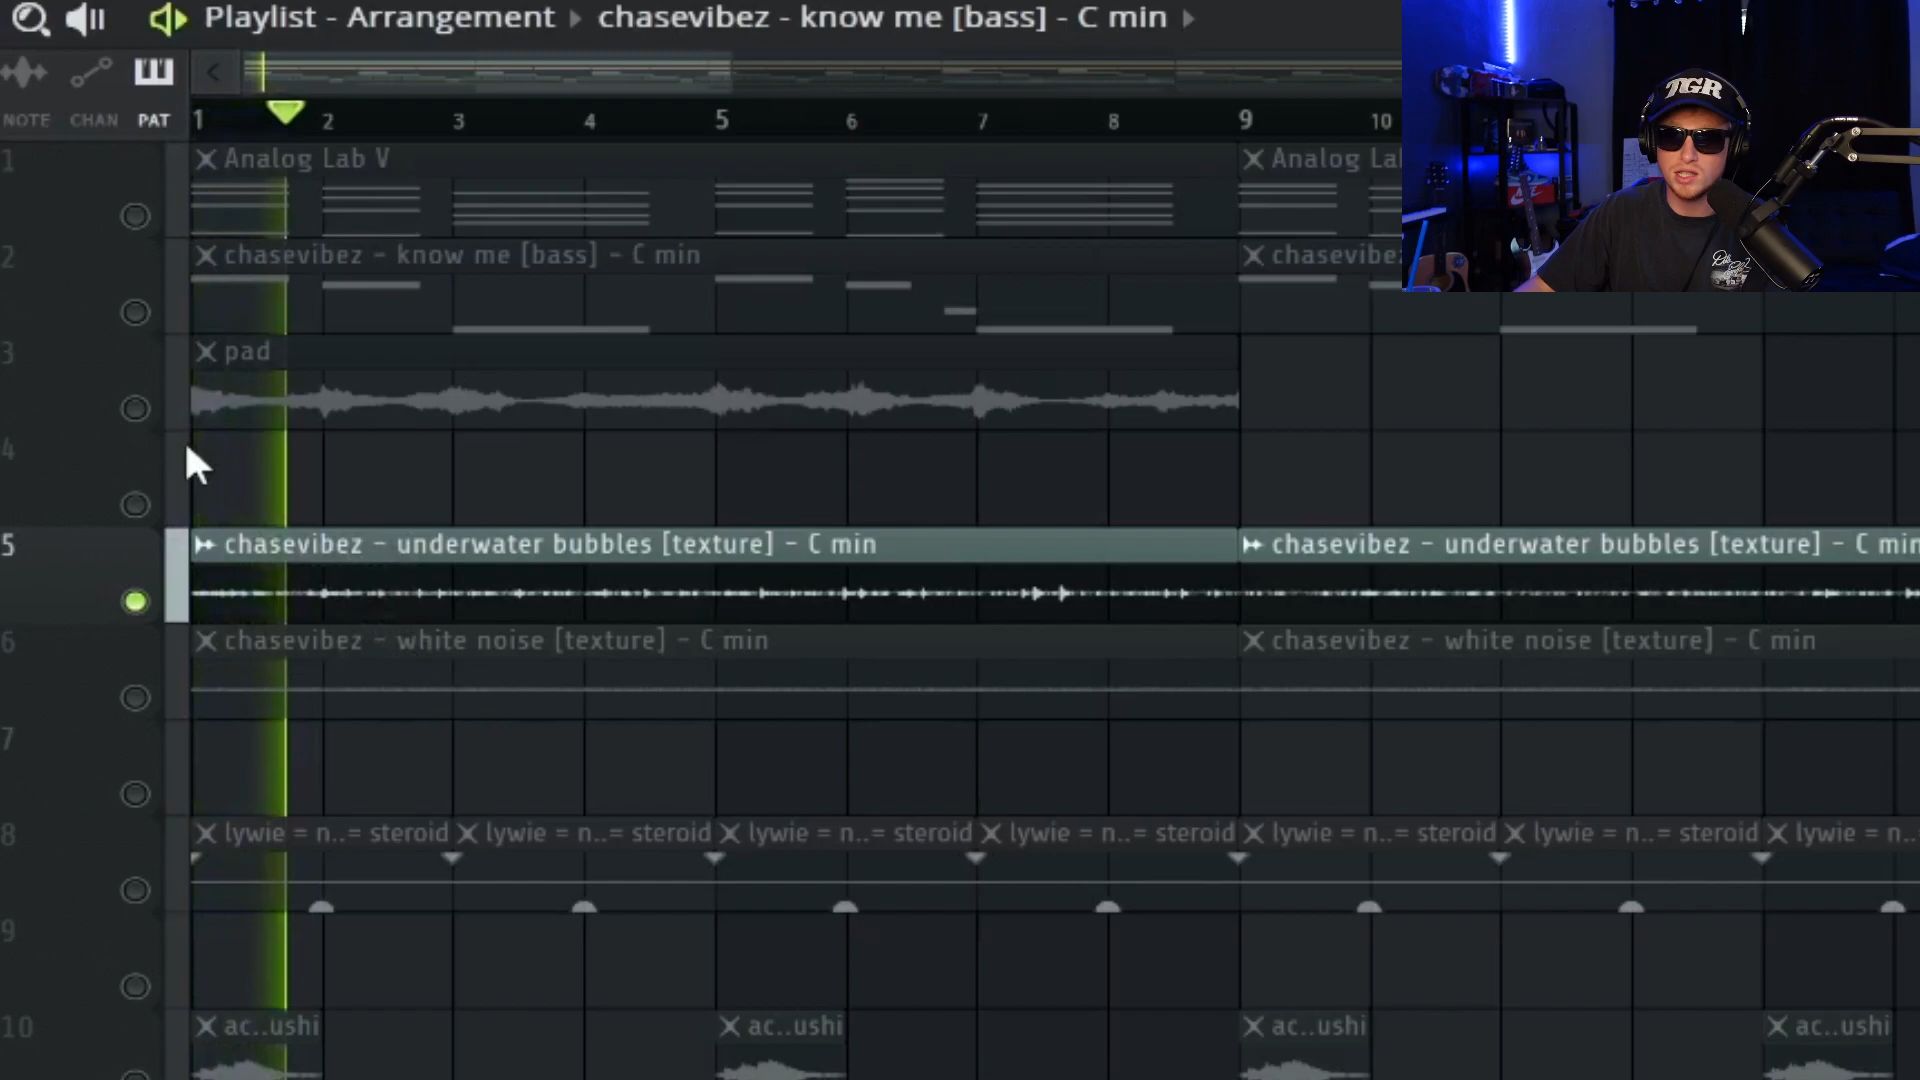 Playlist - Arrangement ▸ chasevibez - know me [bass] - C min ▸
NOTE CHAN PAT
1 2 3 4 5 6 7 8 9 10
1
Analog Lab V
Analog La
2
chasevibez - know me [bass] - C min
chasevibez
3
pad
4
5
chasevibez - underwater bubbles [texture] - C min
chasevibez - underwater bubbles [texture] - C min
6
chasevibez - white noise [texture] - C min
chasevibez - white noise [texture] - C min
7
8
lywie = n..= steroid
lywie = n..= steroid
lywie = n..= steroid
lywie = n..= steroid
lywie = n..= steroid
lywie = n..= steroid
lywie = n..
9
10
ac..ushi
ac..ushi
ac..ushi
ac..ushi
TGR